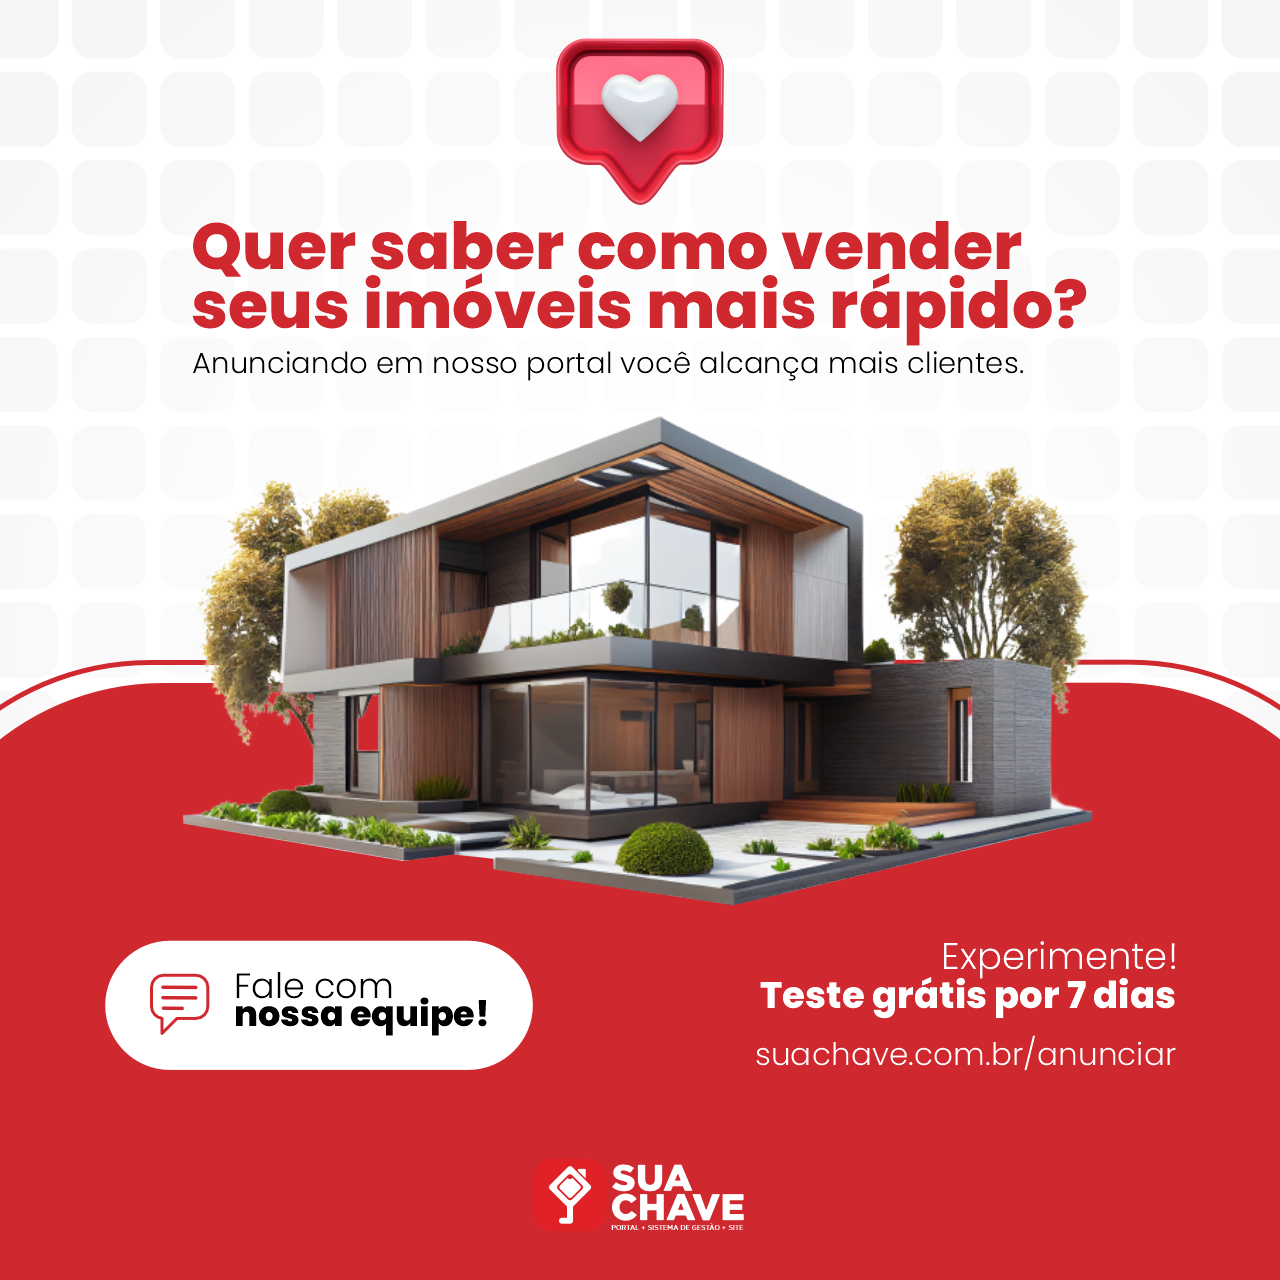 Quer saber como vender
seus imóveis mais rápido?
Anunciando em nosso portal você alcança mais clientes.
Fale com
nossa equipe!
Experimente!
Teste grátis por 7 dias
suachave.com.br/anunciar
SUA
CHAVE
PORTAL + SISTEMA DE GESTÃO + SITE